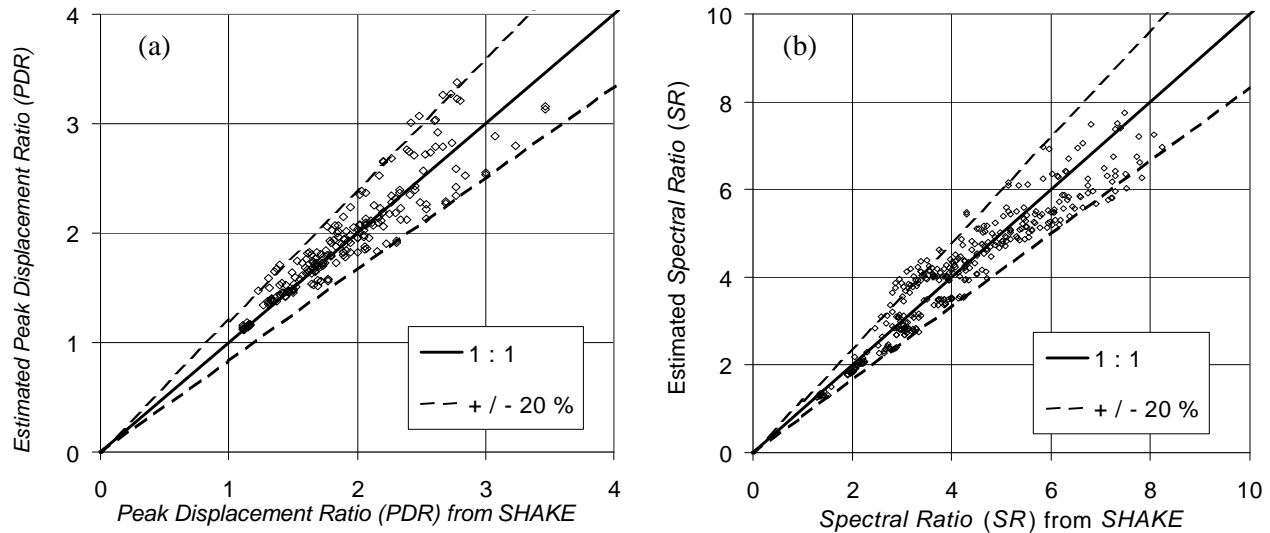 (a)
Estimated Peak Displacement Ratio (PDR)
4
3
2
1
0
0 1 2 3 4
Peak Displacement Ratio (PDR) from SHAKE
1 : 1
+ / - 20 %
(b)
Estimated Spectral Ratio (SR)
10
8
6
4
2
0
0 2 4 6 8 10
Spectral Ratio (SR) from SHAKE
1 : 1
+ / - 20 %